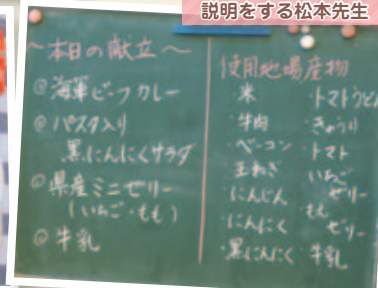 説明をする松本先生
～本日の献立～
◎海軍ビーフカレー
◎パスタ入り
黒にんにくサラダ
◎県産ミニゼリー
(いちご・もも)
◎牛乳
使用地場産物
・米
・牛肉
・ベーコン
・玉ねぎ
・にんじん
・にんにく
・黒にんにく
・トマトうどん
・きゅうり
・トマト
・いちごゼリー
・ももゼリー
・牛乳